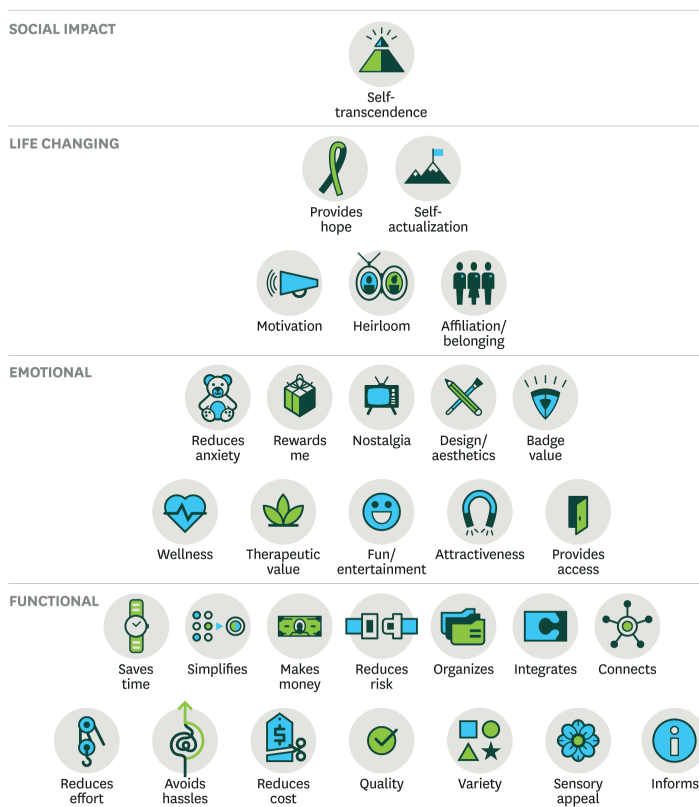 SOCIAL IMPACT
Self-
transcendence
LIFE CHANGING
Provides
hope
Self-
actualization
Motivation
Heirloom
Affiliation/
belonging
EMOTIONAL
Reduces
anxiety
Rewards
me
Nostalgia
Design/
aesthetics
Badge
value
Wellness
Therapeutic
value
Fun/
entertainment
Attractiveness
Provides
access
FUNCTIONAL
Saves
time
Simplifies
Makes
money
Reduces
risk
Organizes
Integrates
Connects
Reduces
effort
Avoids
hassles
$
Reduces
cost
Quality
Variety
Sensory
appeal
i
Informs